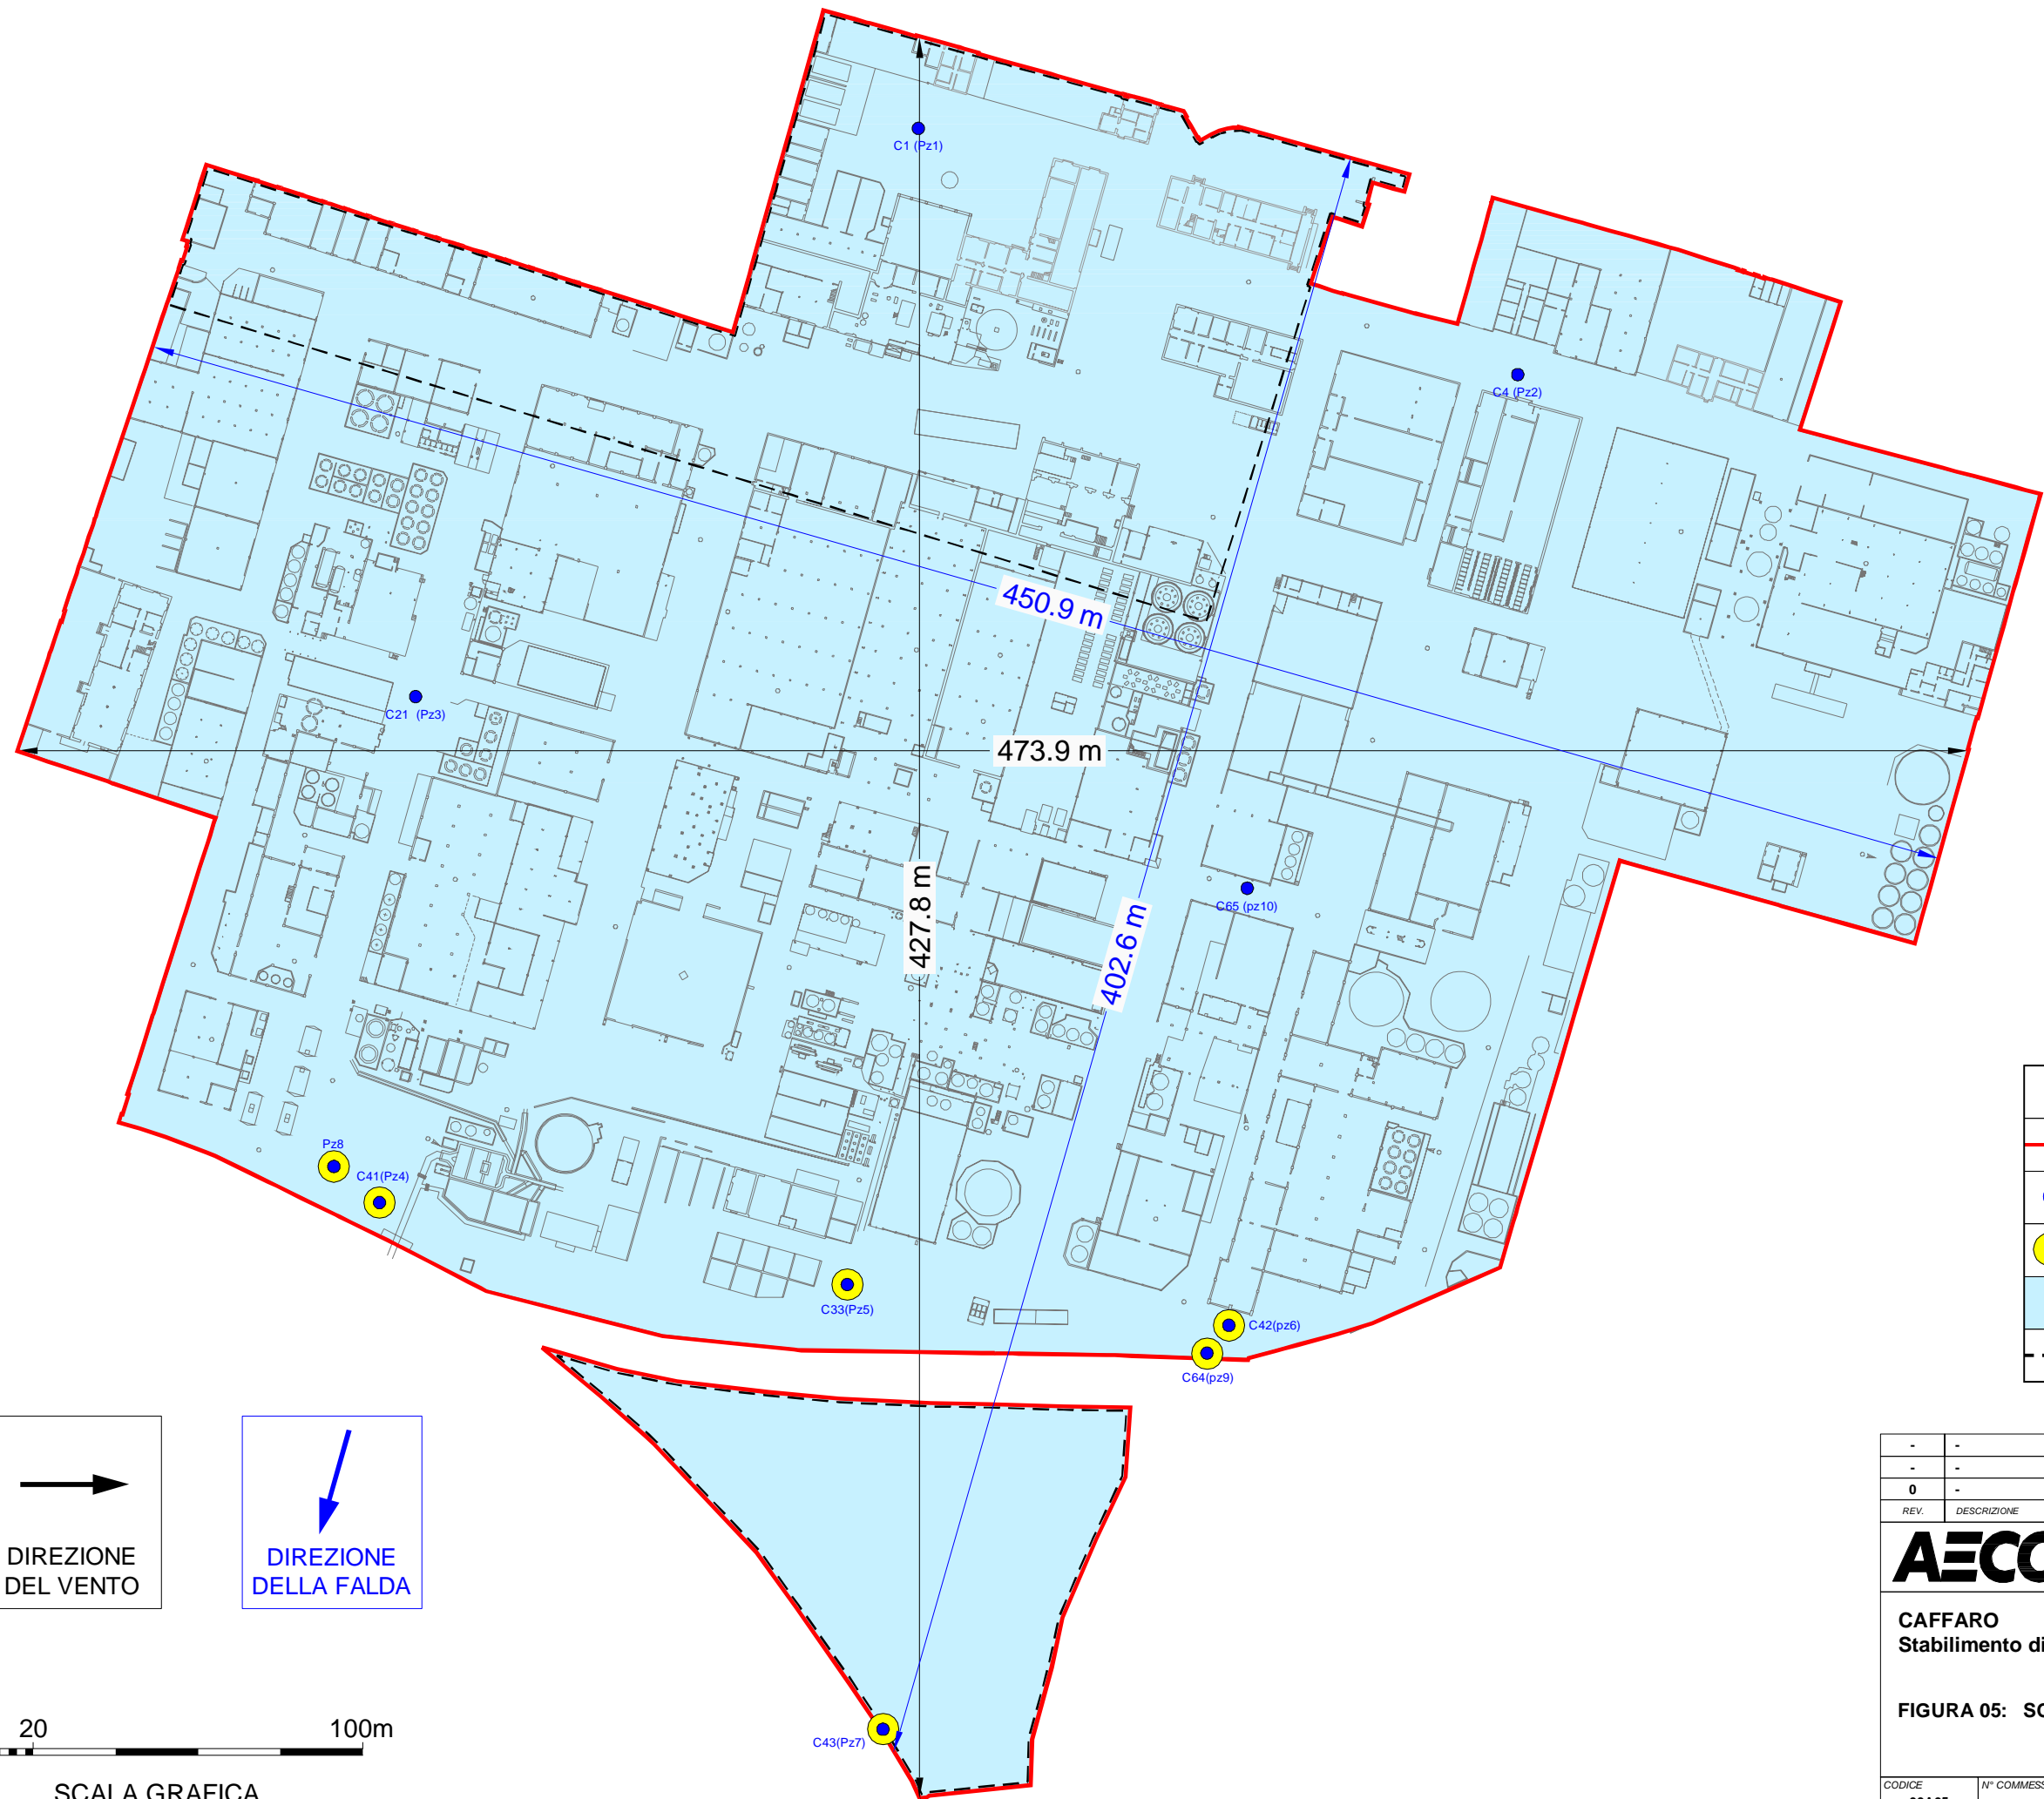 C1 (Pz1)
C4 (Pz2)
450.9 m
C21 (Pz3)
473.9 m
427.8 m
C65 (pz10)
402.6 m
Pz8
C41(Pz4)
C33(Pz5)
C42(pz6)
C64(pz9)
C43(Pz7)
DIREZIONE
DEL VENTO
DIREZIONE
DELLA FALDA
20 100m
SCALA GRAFICA
- -
- -
0 -
REV. DESCRIZIONE
CAFFARO
Stabilimento di
FIGURA 05:
CODICE N° COMMESS